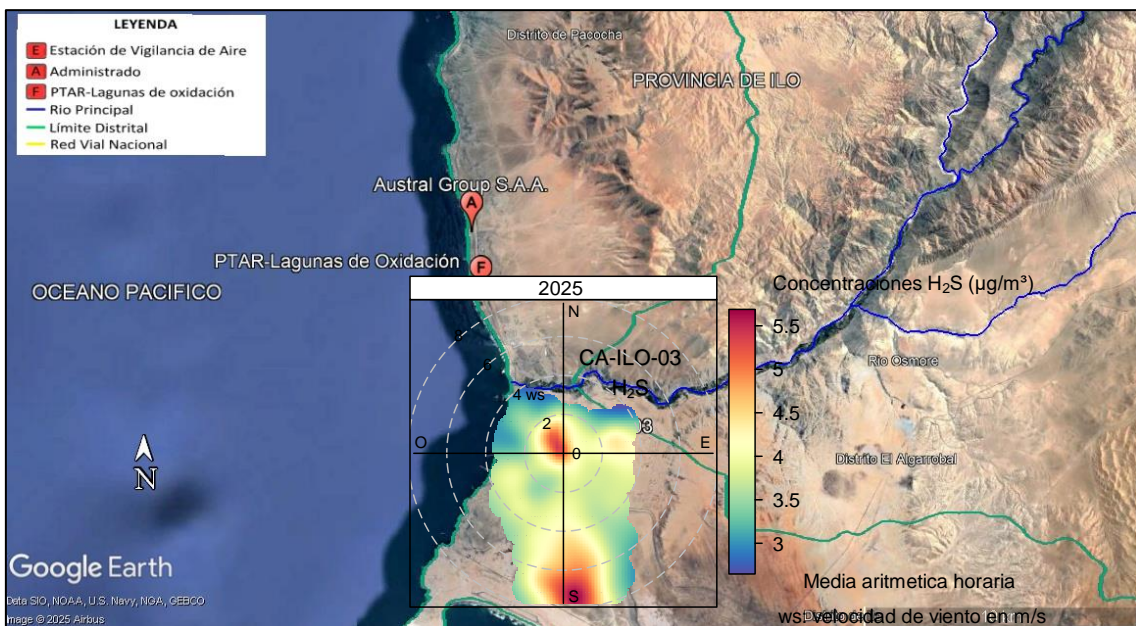 LEYENDA
E Estación de Vigilancia de Aire
A Administrado
F PTAR-Lagunas de oxidación
Rio Principal
Límite Distrital
Red Vial Nacional
Distrito de Pacocha
PROVINCIA DE ILO
Austral Group S.A.A.
A
PTAR-Lagunas de Oxidación
F
OCEANO PACIFICO
2025
Concentraciones H₂S (µg/m³)
N
8
6
4 ws
2
0
O
E
S
CA-ILO-03
H₂S
03
5.5
5
4.5
4
3.5
3
Rio Osmore
Distrito El Algarrobal
N
Google Earth
Data SIO, NOAA, U.S. Navy, NGA, GEBCO
Image © 2025 Airbus
Media aritmetica horaria
ws: velocidad de viento en m/s